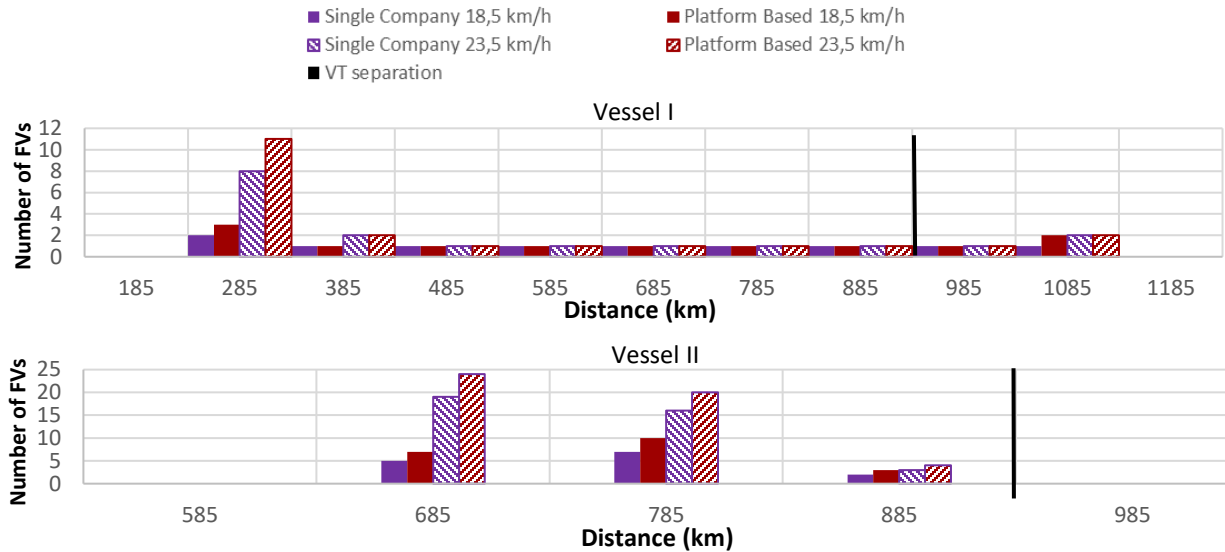 Single Company 18,5 km/h Platform Based 18,5 km/h
Single Company 23,5 km/h Platform Based 23,5 km/h
VT separation
Vessel I
Number of FVs
12
10
8
6
4
2
0
185 285 385 485 585 685 785 885 985 1085 1185
Distance (km)
Vessel II
Number of FVs
25
20
15
10
5
0
585 685 785 885 985
Distance (km)